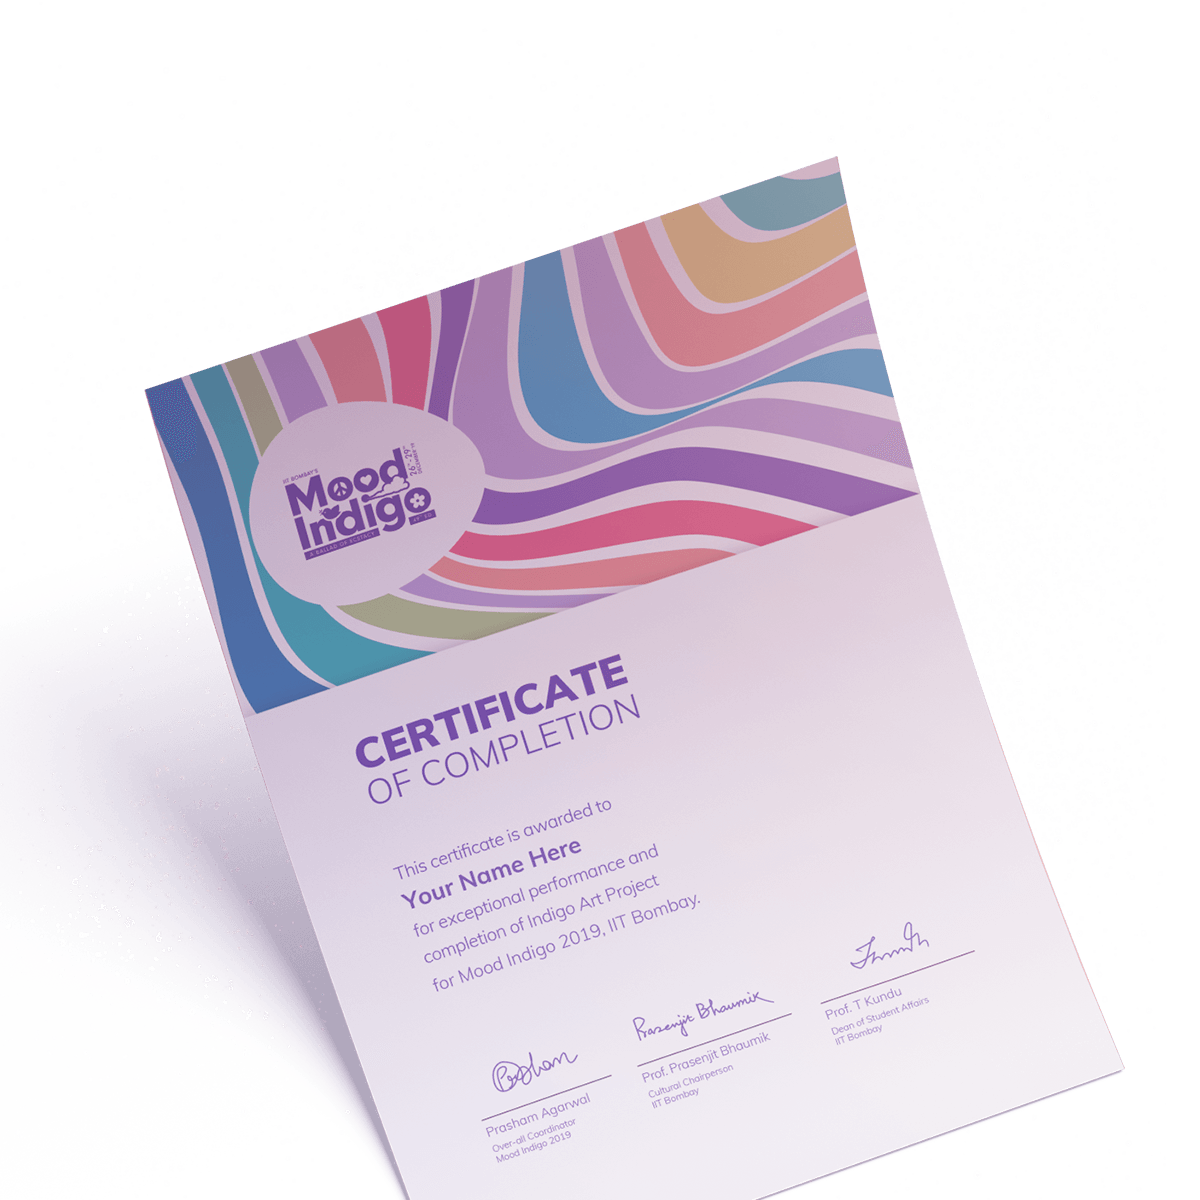 IIT BOMBAY'S
Mood
Indigo
26th-29th
DECEMBER'19
A BALLAD OF ECSTACY
CERTIFICATE
OF COMPLETION
This certificate is awarded to
Your Name Here
for exceptional performance and
completion of Indigo Art Project
for Mood Indigo 2019, IIT Bombay.
Prasenjit Bhaumik
Prasham Agarwal
Over-all Coordinator
Mood Indigo 2019
Prof. Prasenjit Bhaumik
Cultural Chairperson
IIT Bombay
Prof. T Kundu
Dean of Student Affairs
IIT Bombay